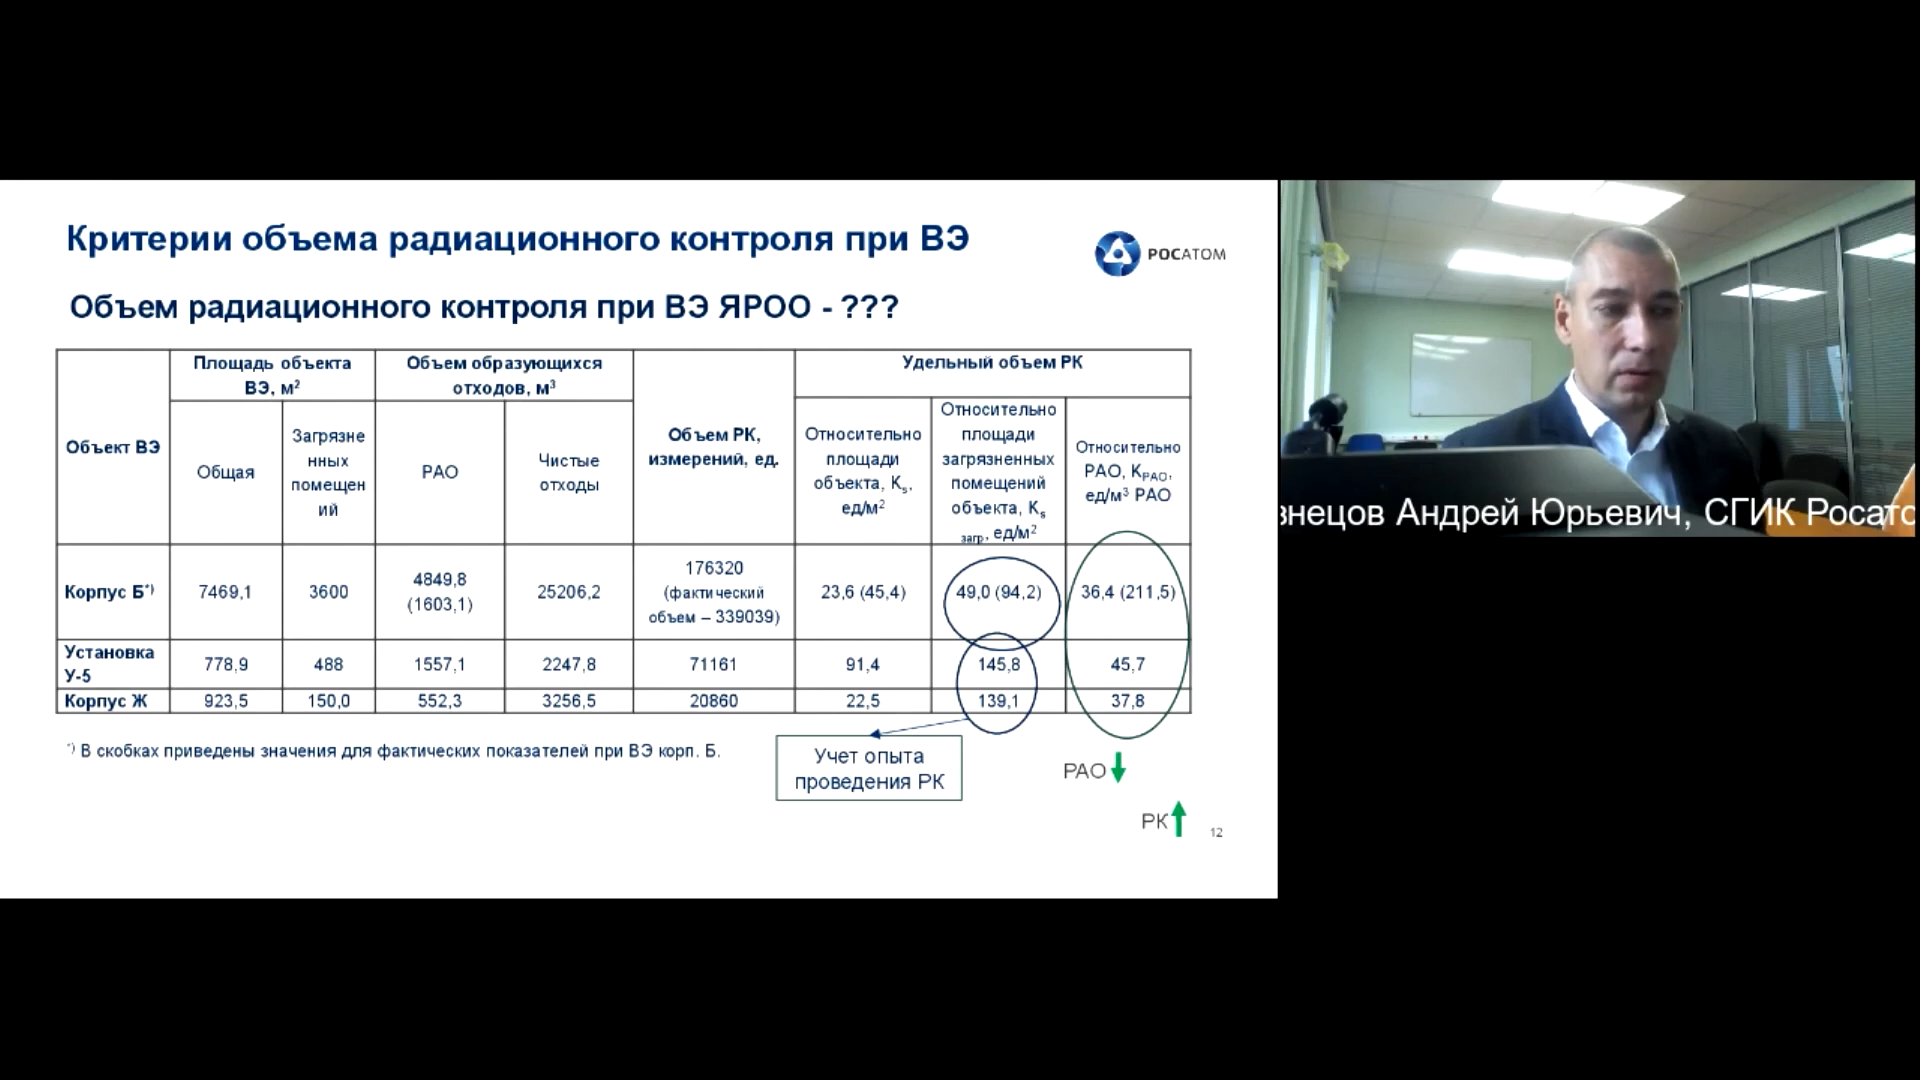 Критерии объема радиационного контроля при ВЭ
РОСАТОМ
Объем радиационного контроля при ВЭ ЯРОО - ???
Объект ВЭ
Площадь объекта
ВЭ, м²
Объем образующихся
отходов, м³
Объем РК,
измерений, ед.
Удельный объем РК
Общая
Загрязне
нных
помещен
ий
РАО
Чистые
отходы
Относительно
площади
объекта, Ks,
ед/м²
Относительно
площади
загрязненных
помещений
объекта, Ks
загр, ед/м²
Относительно
РАО, KРАО,
ед/м³ РАО
Корпус Б*)
7469,1
3600
4849,8
(1603,1)
25206,2
176320
(фактический
объем – 339039)
23,6 (45,4)
49,0 (94,2)
36,4 (211,5)
Установка
У-5
778,9
488
1557,1
2247,8
71161
91,4
145,8
45,7
Корпус Ж
923,5
150,0
552,3
3256,5
20860
22,5
139,1
37,8
*) В скобках приведены значения для фактических показателей при ВЭ корп. Б.
Учет опыта
проведения РК
РАО
РК
12
знецов Андрей Юрьевич, СГИК Росато